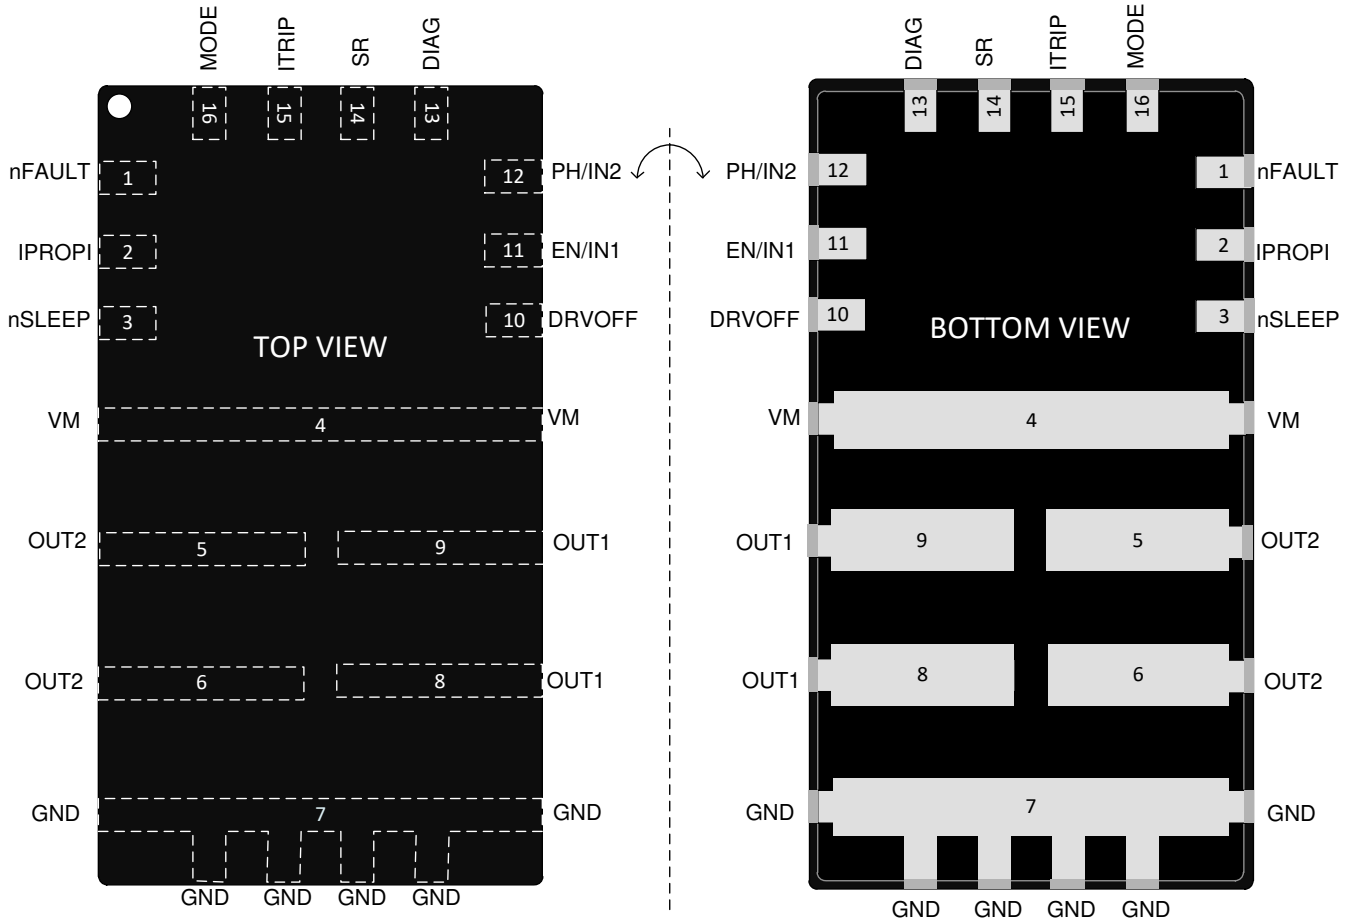 MODE ITRIP SR DIAG
16 15 14 13
nFAULT 1 12 PH/IN2
IPROPI 2 11 EN/IN1
nSLEEP 3 10 DRVOFF
TOP VIEW
VM 4 VM
OUT2 5 9 OUT1
OUT2 6 8 OUT1
GND 7 GND
GND GND GND GND
DIAG SR ITRIP MODE
13 14 15 16
PH/IN2 12 1 nFAULT
EN/IN1 11 2 IPROPI
DRVOFF 10 3 nSLEEP
BOTTOM VIEW
VM 4 VM
OUT1 9 5 OUT2
OUT1 8 6 OUT2
GND 7 GND
GND GND GND GND